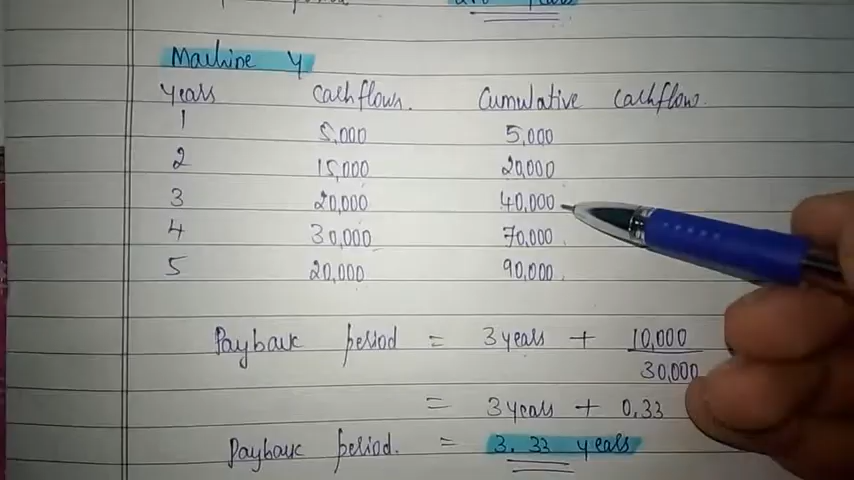 Machine Y
Years Cashflows. Cumulative Cashflow.
1 5,000 5,000
2 15,000 20,000
3 20,000 40,000
4 30,000 70,000
5 20,000 90,000
Payback period = 3 years + 10,000
30,000
= 3 years + 0.33
Payback period. = 3.33 years